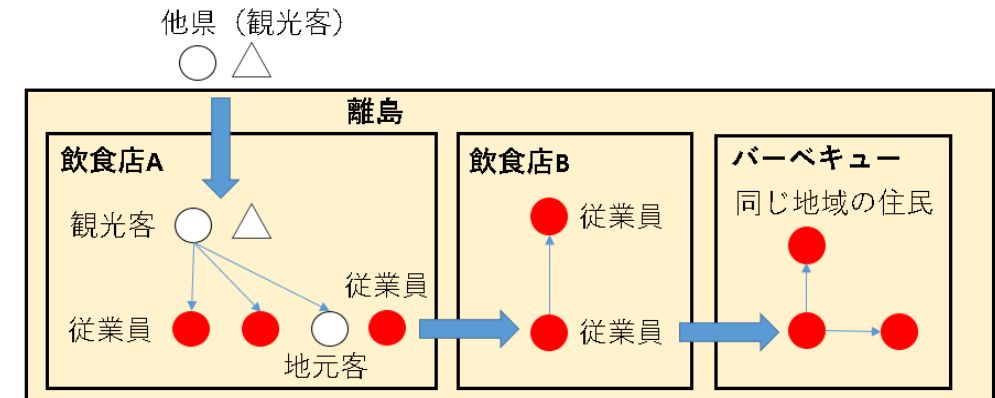 他県（観光客）
離島
飲食店A
飲食店B
バーベキュー
同じ地域の住民
観光客
従業員
従業員
従業員
従業員
地元客